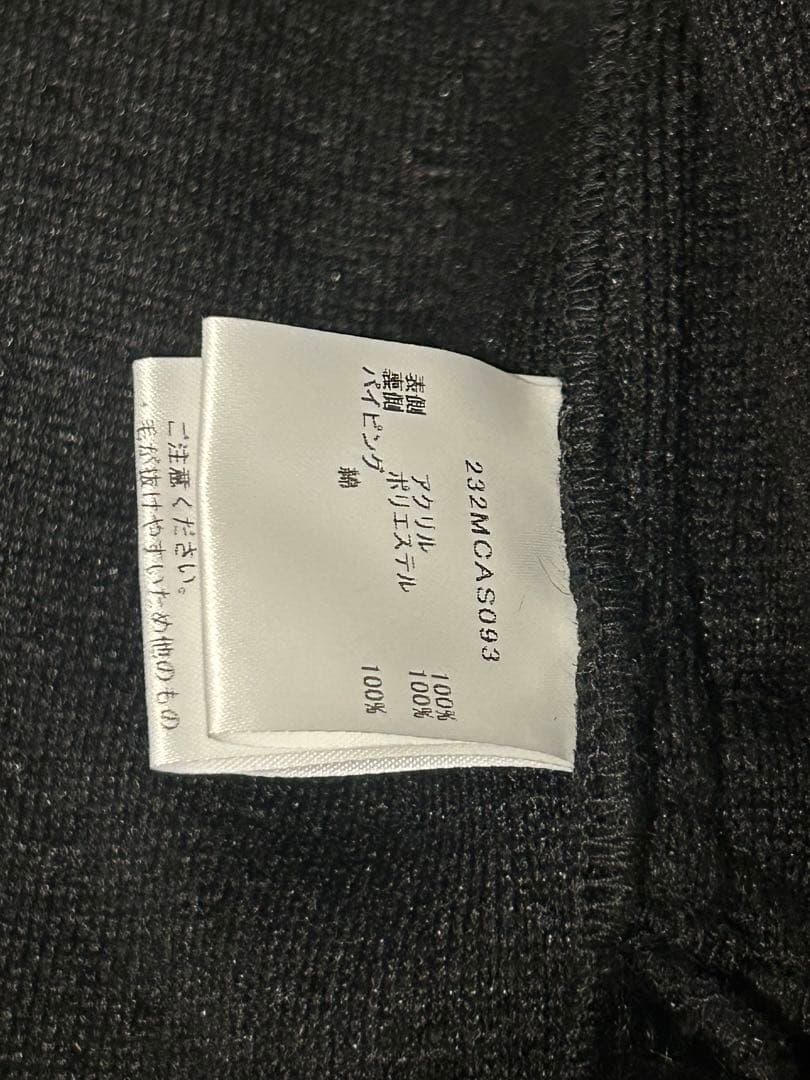 232MCAS093
表側 アクリル 100%
裏側 ポリエステル 100%
パイピング 綿 100%
ご注意ください。
・毛が抜けやすいため他のもの